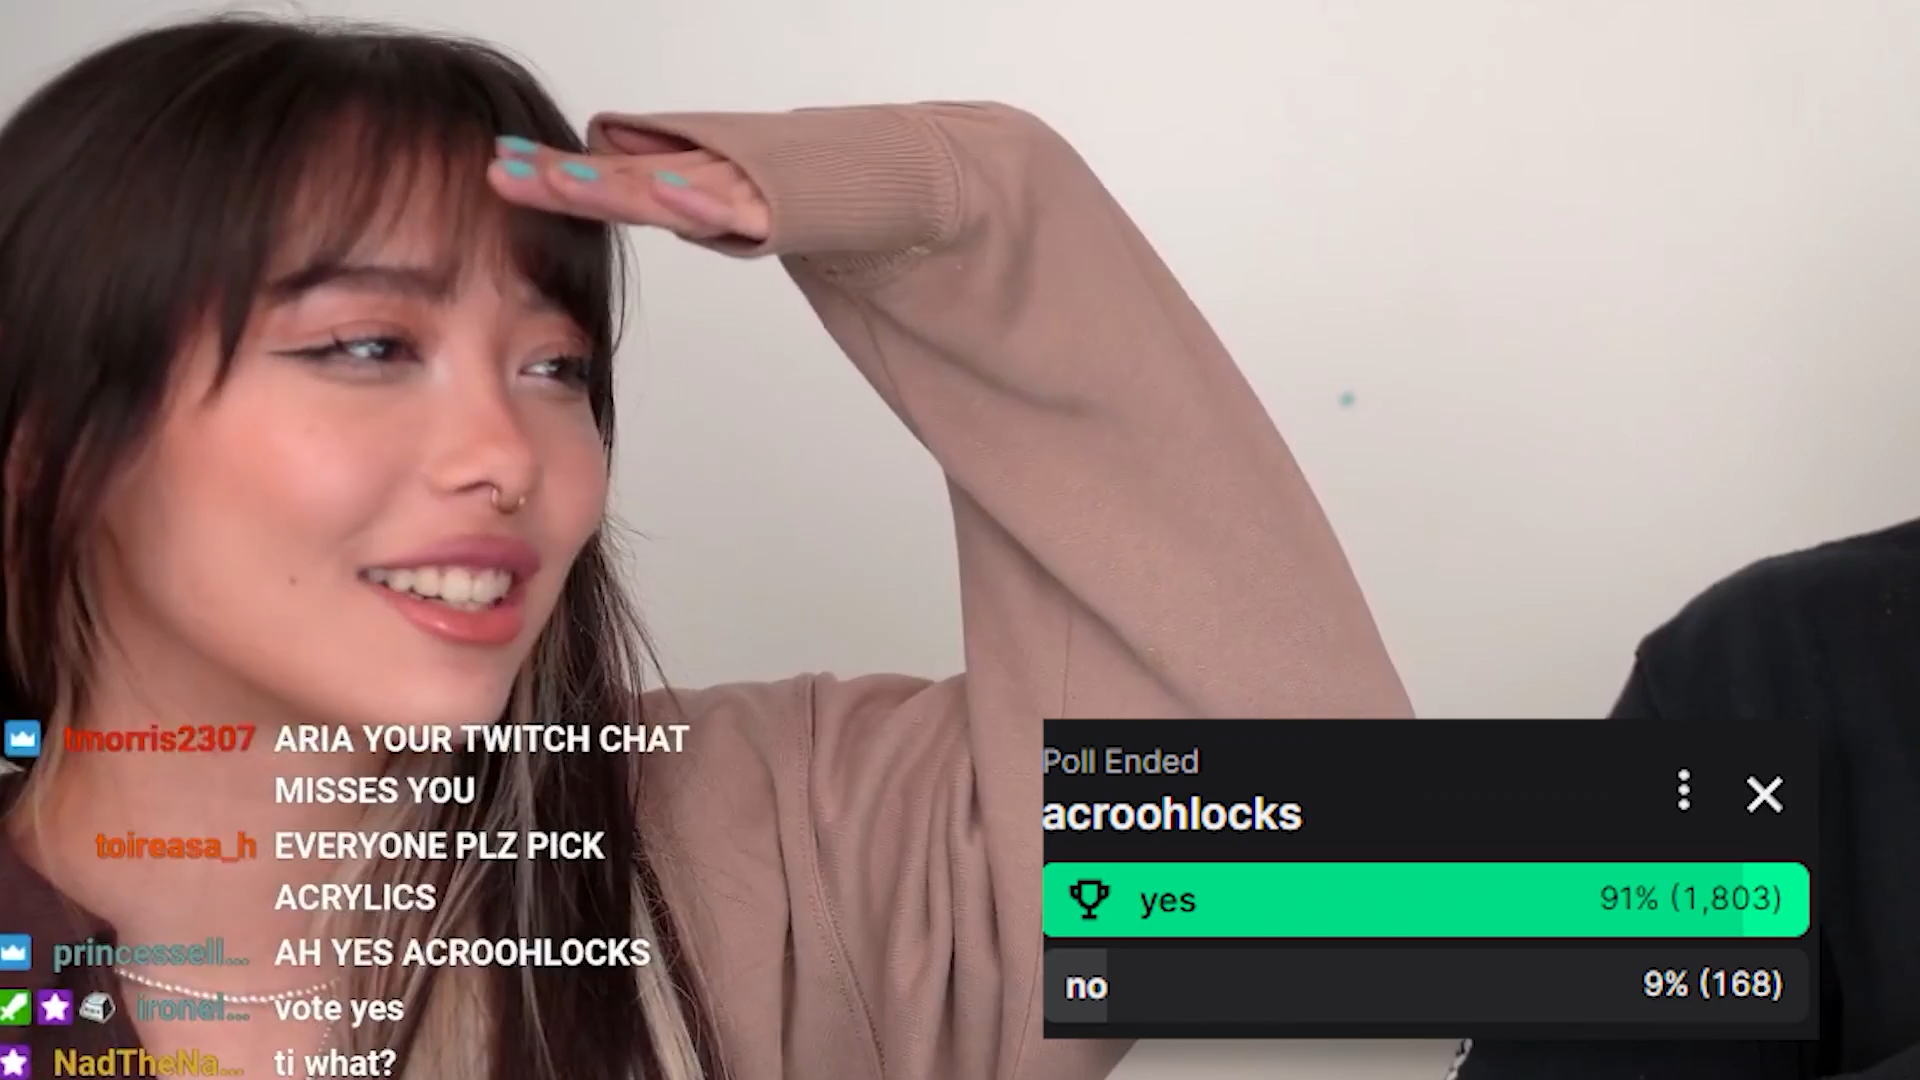 tmorris2307 ARIA YOUR TWITCH CHAT
MISSES YOU
toireasa_h EVERYONE PLZ PICK
ACRYLICS
princessell... AH YES ACROOHLOCKS
ironel... vote yes
NadTheNa... ti what?
Poll Ended
acroohlocks
yes 91% (1,803)
no 9% (168)